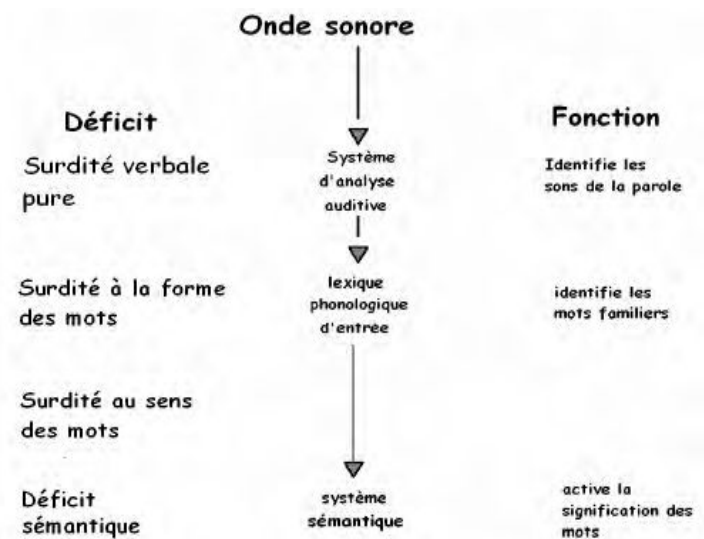 Onde sonore
Déficit
Fonction
Surdité verbale
pure
Système
d'analyse
auditive
Identifie les
sons de la parole
Surdité à la forme
des mots
lexique
phonologique
d'entrée
identifie les
mots familiers
Surdité au sens
des mots
Déficit
sémantique
système
sémantique
active la
signification des
mots